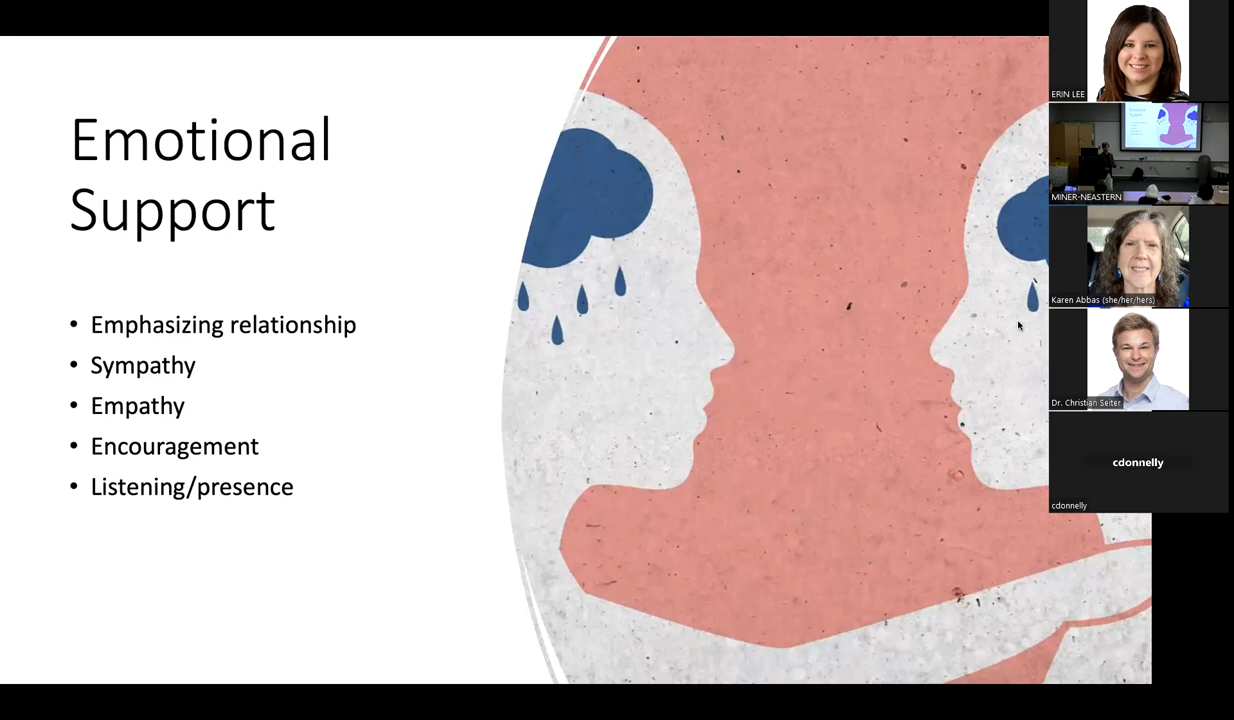 Emotional
Support
• Emphasizing relationship
• Sympathy
• Empathy
• Encouragement
• Listening/presence
ERIN LEE
MINER-NEASTERN
Karen Abbas (she/her/hers)
Dr. Christian Seiter
cdonnelly
cdonnelly